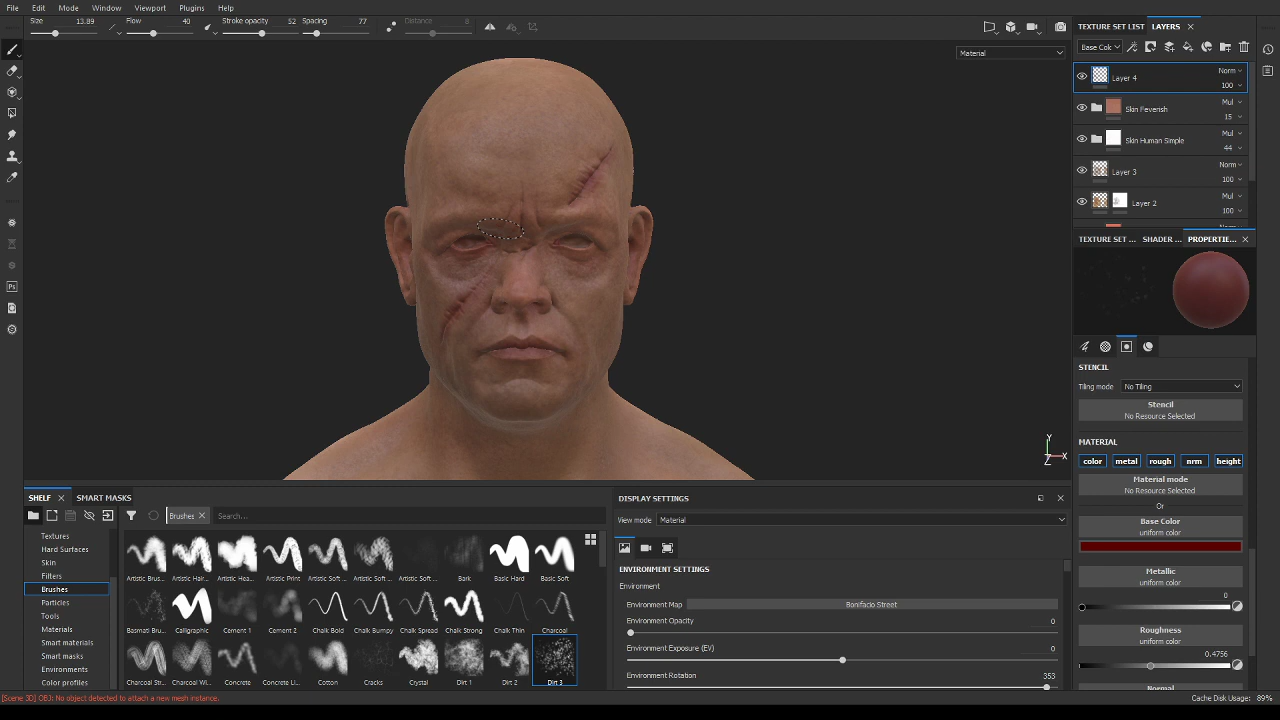 File Edit Mode Window Viewport Plugins Help
Size 13.89 Flow 40 Stroke opacity 52 Spacing 77 Distance 8
Material
TEXTURE SET LIST LAYERS
Base Col
Layer 4 Norm 100
Skin Feverish Mul 15
Skin Human Simple Mul 44
Layer 3 Norm 100
Layer 2 Norm 100
TEXTURE SET ... SHADER ... PROPERTIE...
STENCIL
Tiling mode No Tiling
Stencil
No Resource Selected
MATERIAL
color metal rough nrm height
Material mode
No Resource Selected
Or
Base Color
uniform color
Metallic
uniform color
0
Roughness
uniform color
0.4756
Normal
Y
X
Z
SHELF SMART MASKS
Brushes Search...
Textures
Hard Surfaces
Skin
Filters
Brushes
Particles
Tools
Materials
Smart materials
Smart masks
Environments
Color profiles
Artistic Brus... Artistic Hair... Artistic Hea... Artistic Print Artistic Soft ... Artistic Soft ... Artistic Soft ... Bark Basic Hard Basic Soft
Basmati Bru... Calligraphic Cement 1 Cement 2 Chalk Bold Chalk Bumpy Chalk Spread Chalk Strong Chalk Thin Charcoal
Charcoal Str... Charcoal Wi... Concrete Concrete Li... Cotton Cracks Crystal Dirt 1 Dirt 2 Dirt 3
DISPLAY SETTINGS
View mode Material
ENVIRONMENT SETTINGS
Environment
Environment Map Bonifacio Street
Environment Opacity 0
Environment Exposure (EV) 0
Environment Rotation 353
[Scene 3D] OBJ: No object detected to attach a new mesh instance.
Cache Disk Usage: 89%
Ps